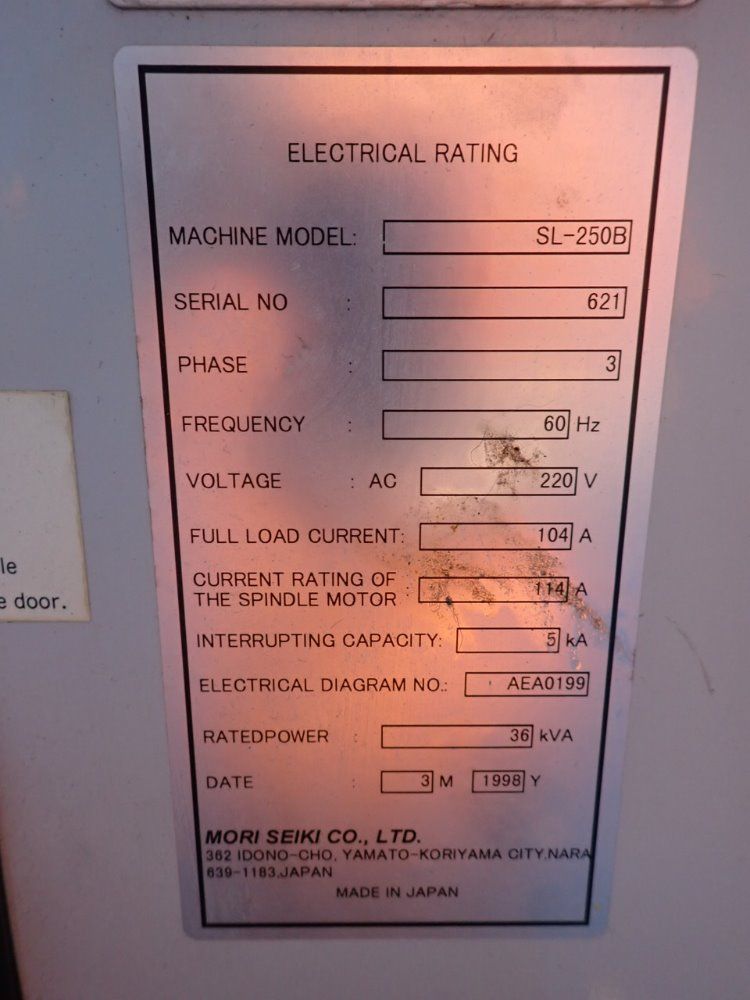 ELECTRICAL RATING
MACHINE MODEL: SL-250B
SERIAL NO : 621
PHASE : 3
FREQUENCY : 60 Hz
VOLTAGE : AC 220 V
FULL LOAD CURRENT: 104 A
CURRENT RATING OF
THE SPINDLE MOTOR : 114 A
INTERRUPTING CAPACITY: 5 kA
ELECTRICAL DIAGRAM NO.: AEA0199
RATEDPOWER : 36 kVA
DATE : 3 M 1998 Y
MORI SEIKI CO., LTD.
362 IDONO-CHO, YAMATO-KORIYAMA CITY,NARA
639-1183,JAPAN
MADE IN JAPAN
le
e door.